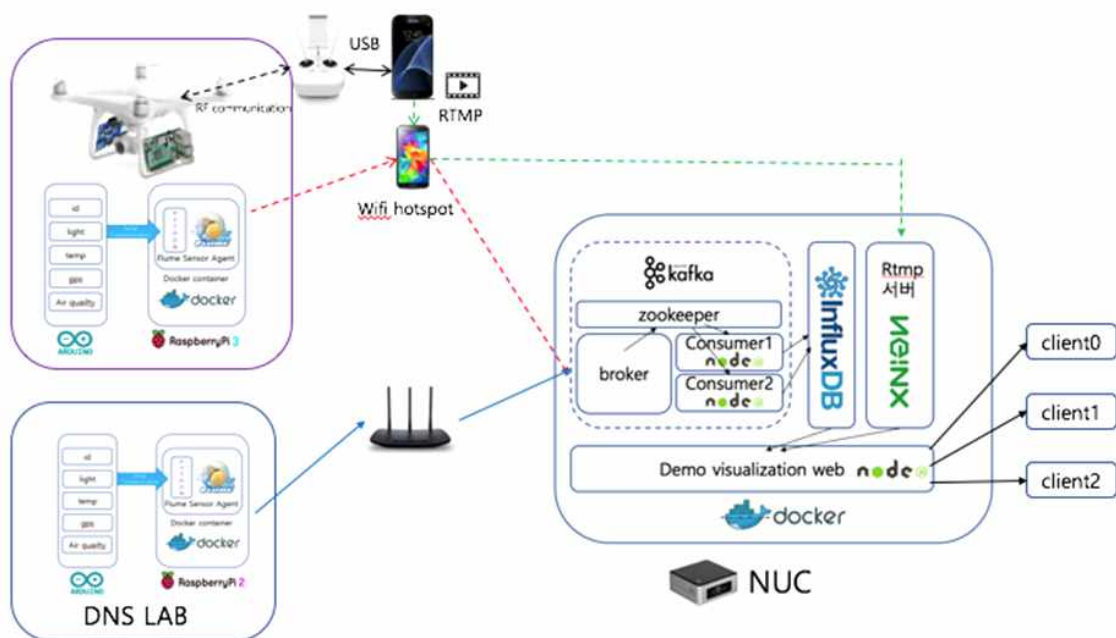 USB
RF communication
RTMP
Wifi hotspot
id
light
temp
gps
Air quality
ARDUINO
Flume Sensor Agent
Docker container
docker
RaspberryPi 3
id
light
temp
gps
Air quality
ARDUINO
Flume Sensor Agent
Docker container
docker
RaspberryPi 2
DNS LAB
kafka
zookeeper
broker
Consumer1
node
Consumer2
node
InfluxDB
Rtmp
서버
NGiNX
Demo visualization web node
docker
NUC
client0
client1
client2